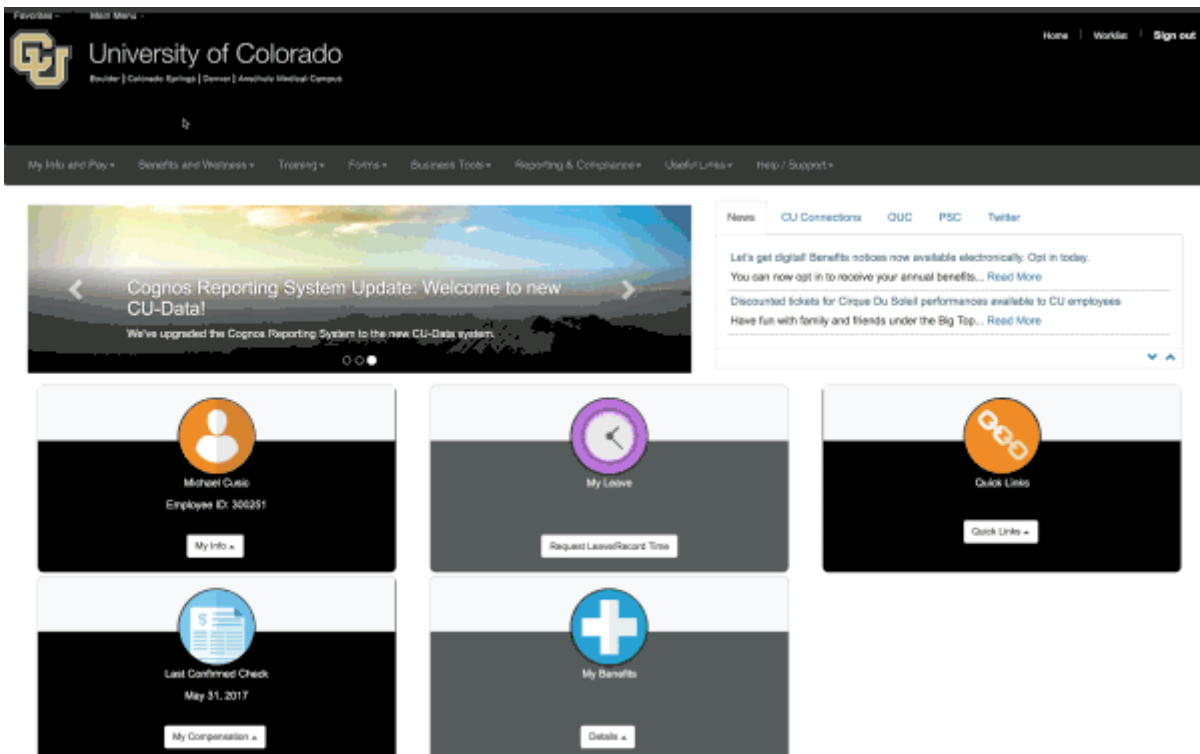 Favorites
Main Menu
Home
Worklist
Sign out
CU
University of Colorado
Boulder | Colorado Springs | Denver | Anschutz Medical Campus
My Info and Pay
Benefits and Wellness
Training
Forms
Business Tools
Reporting & Compliance
Useful Links
Help / Support
Cognos Reporting System Update: Welcome to new
CU-Data!
We've upgraded the Cognos Reporting System to the new CU-Data system.
News
CU Connections
OUC
PSC
Twitter
Let's get digital! Benefits notices now available electronically. Opt in today.
You can now opt in to receive your annual benefits... Read More
Discounted tickets for Cirque Du Soleil performances available to CU employees
Have fun with family and friends under the Big Top... Read More
Michael Cusio
Employee ID: 300251
My Info
My Leave
Request Leave/Record Time
Quick Links
Quick Links
$
Last Confirmed Check
May 31, 2017
My Compensation
My Benefits
Details